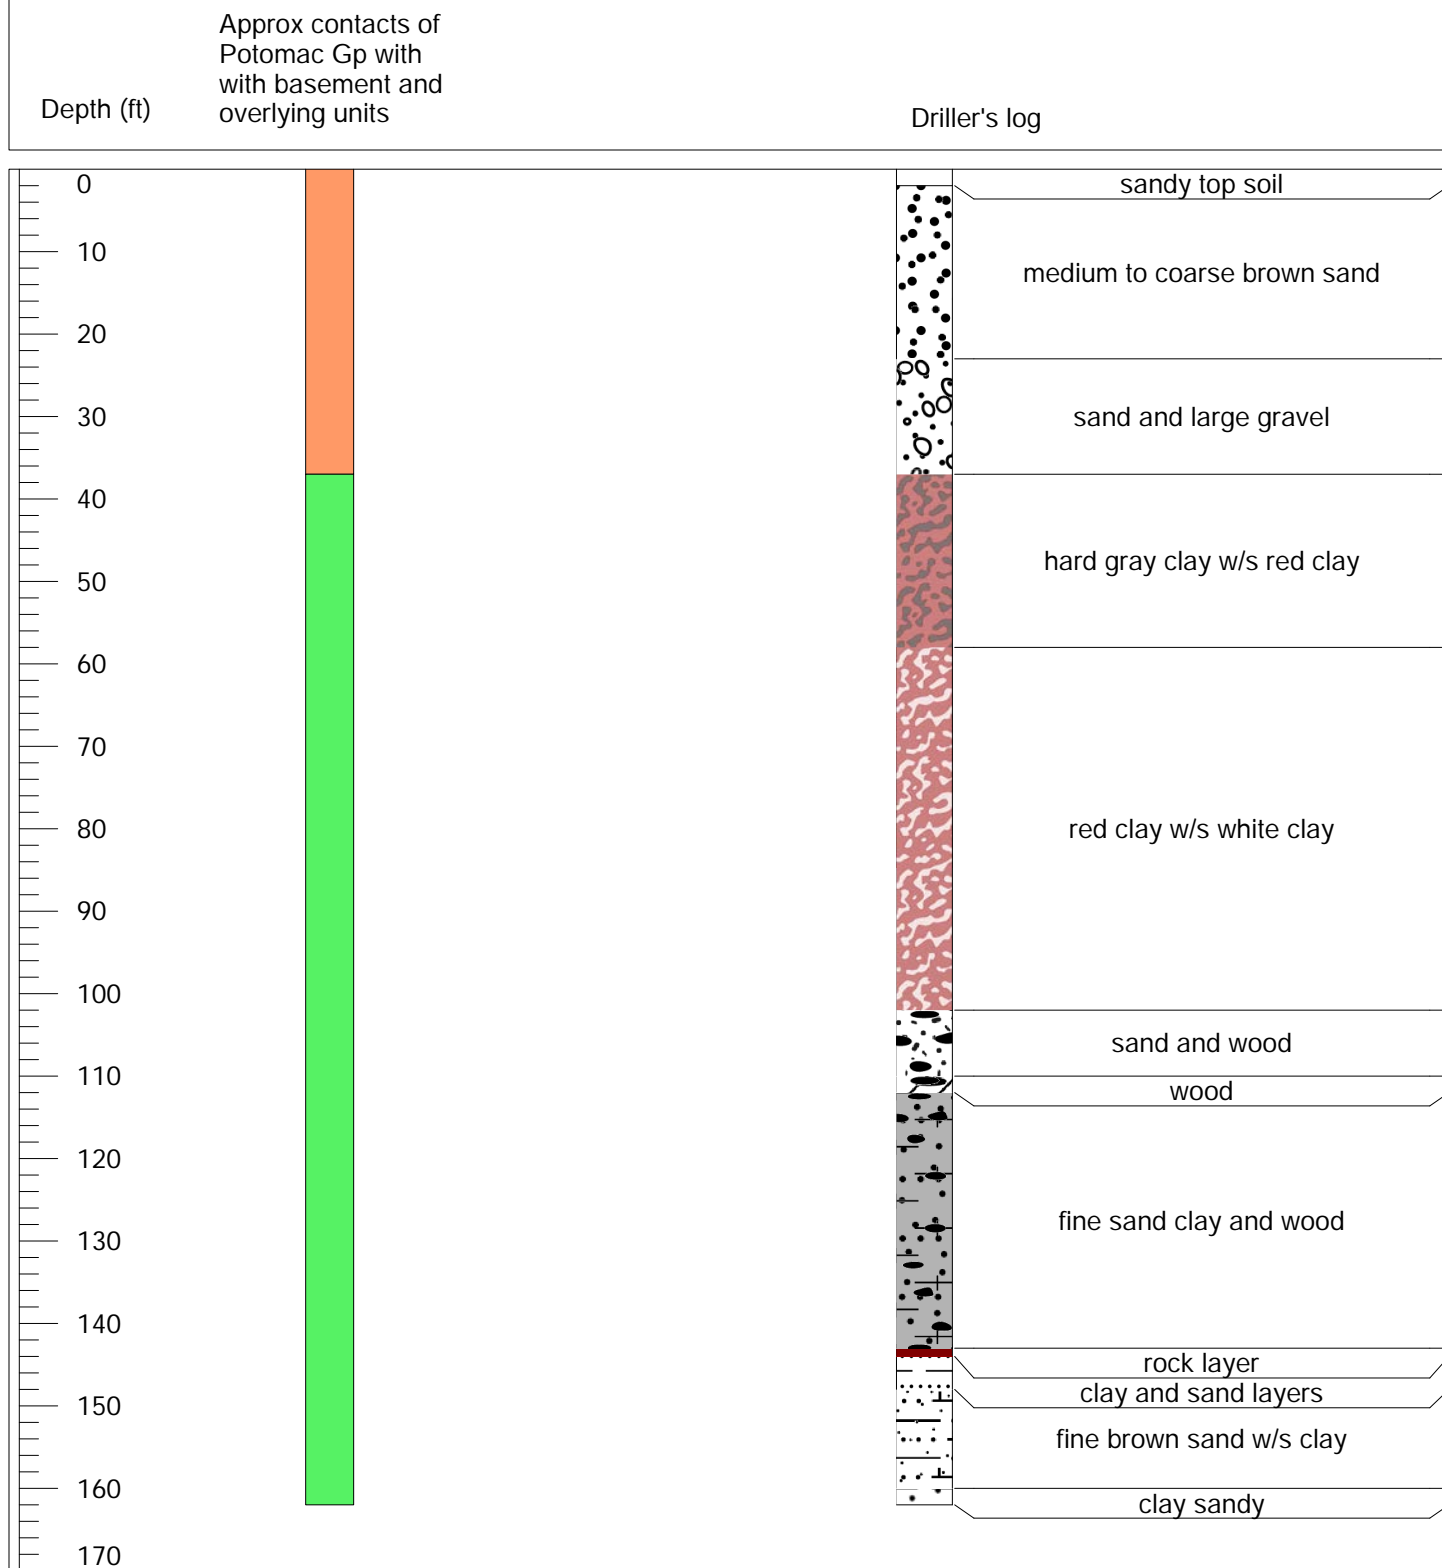 Approx contacts of
Potomac Gp with
with basement and
overlying units
Depth (ft)
Driller's log
0
sandy top soil
10
medium to coarse brown sand
20
30
sand and large gravel
40
hard gray clay w/s red clay
50
60
70
80
red clay w/s white clay
90
100
sand and wood
110
wood
120
fine sand clay and wood
130
140
rock layer
clay and sand layers
150
fine brown sand w/s clay
160
clay sandy
170